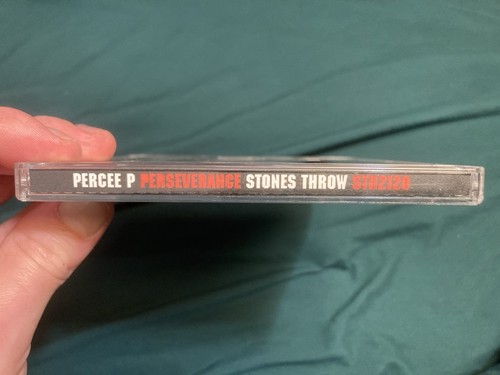 PERCEE P PERSEVERANCE STONES THROW STH2120